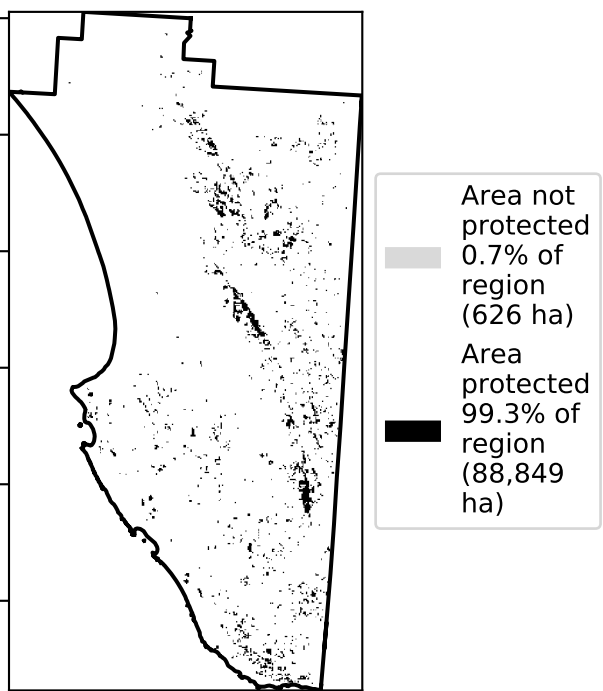 Area not
protected
0.7% of
region
(626 ha)
Area
protected
99.3% of
region
(88,849
ha)